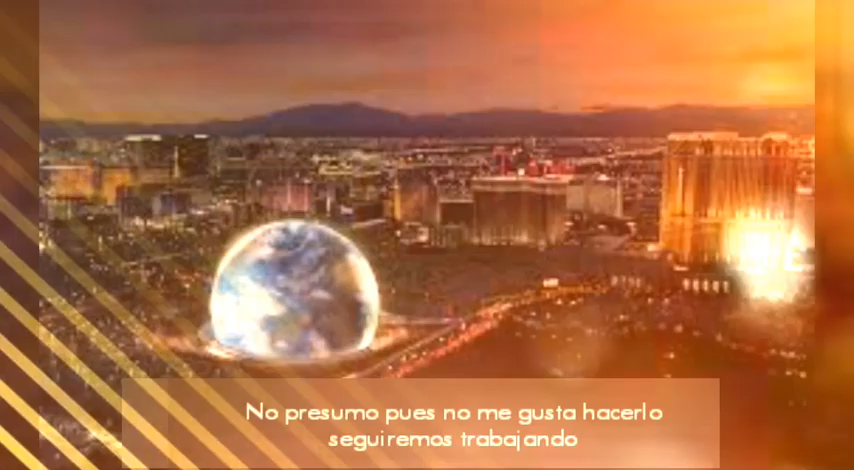 No presumo pues no me gusta hacerlo
seguiremos trabajando